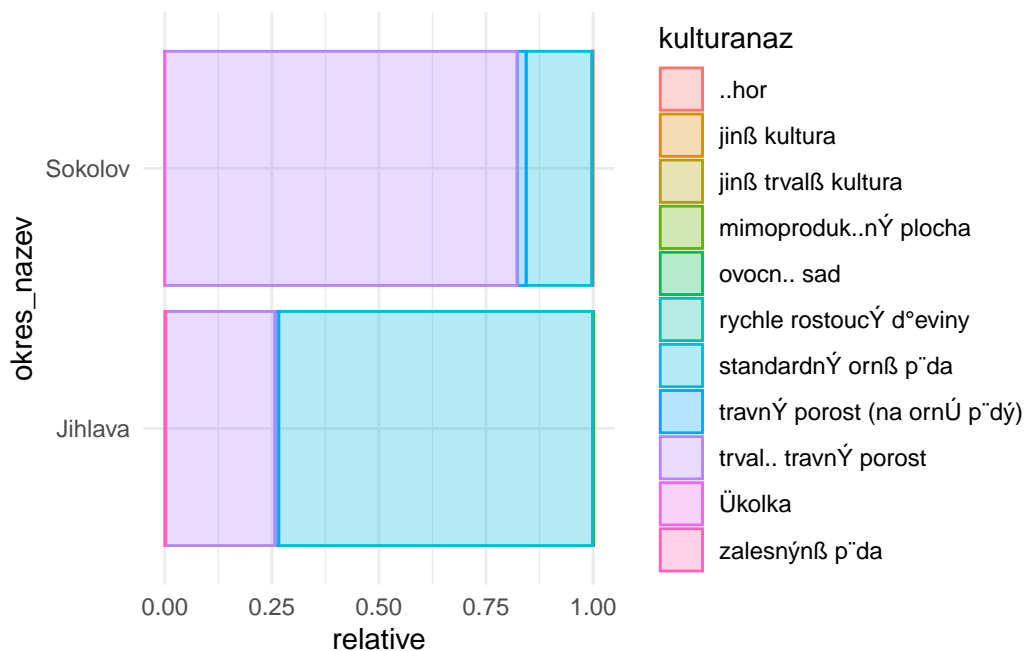 kulturanaz
..hor
jinß kultura
jinß trvalß kultura
mimoproduk..nÝ plocha
ovocn.. sad
rychle rostoucÝ d°eviny
standardnÝ ornß p¨da
travnÝ porost (na ornÚ p¨dý)
trval.. travnÝ porost
Ükolka
zalesnýnß p¨da
okres_nazev
Sokolov
Jihlava
0.00 0.25 0.50 0.75 1.00
relative